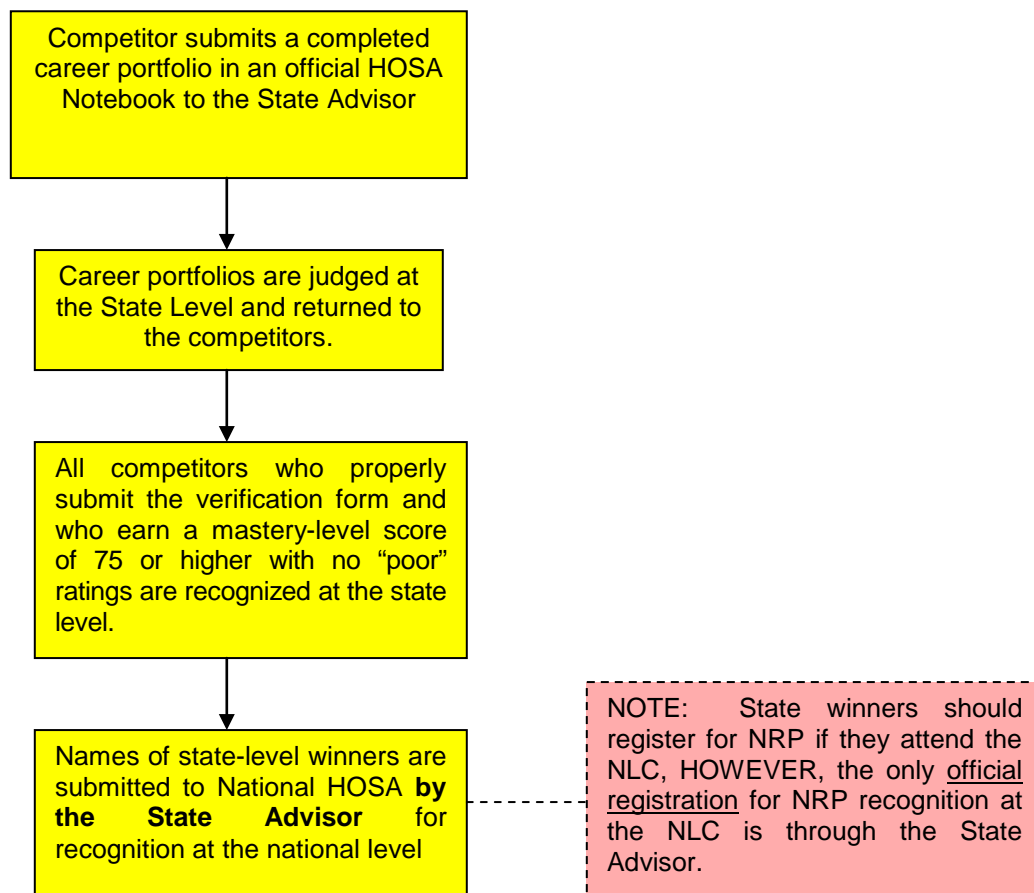 Competitor submits a completed
career portfolio in an official HOSA
Notebook to the State Advisor
Career portfolios are judged at
the State Level and returned to
the competitors.
All competitors who properly
submit the verification form and
who earn a mastery-level score
of 75 or higher with no “poor”
ratings are recognized at the state
level.
Names of state-level winners are
submitted to National HOSA by
the State Advisor for
recognition at the national level
NOTE: State winners should
register for NRP if they attend the
NLC, HOWEVER, the only official
registration for NRP recognition at
the NLC is through the State
Advisor.